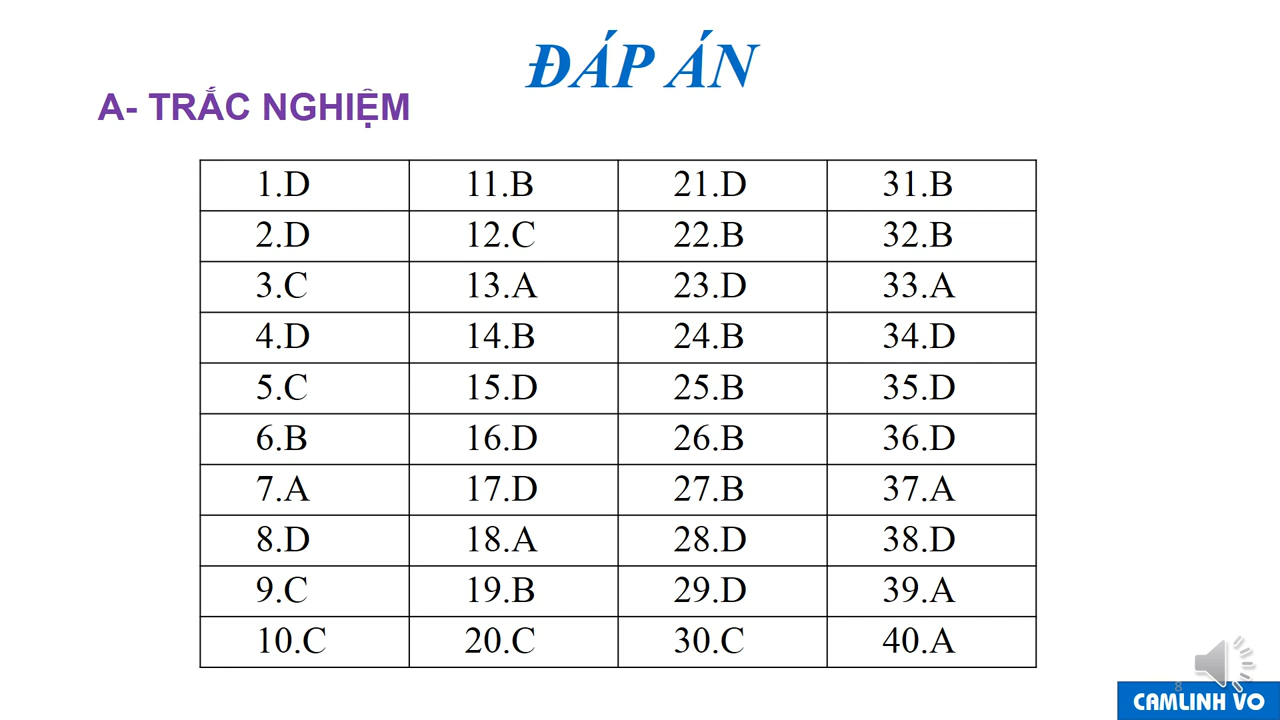 ĐÁP ÁN
A- TRẮC NGHIỆM
1.D 11.B 21.D 31.B
2.D 12.C 22.B 32.B
3.C 13.A 23.D 33.A
4.D 14.B 24.B 34.D
5.C 15.D 25.B 35.D
6.B 16.D 26.B 36.D
7.A 17.D 27.B 37.A
8.D 18.A 28.D 38.D
9.C 19.B 29.D 39.A
10.C 20.C 30.C 40.A
8
CAMLINH VO